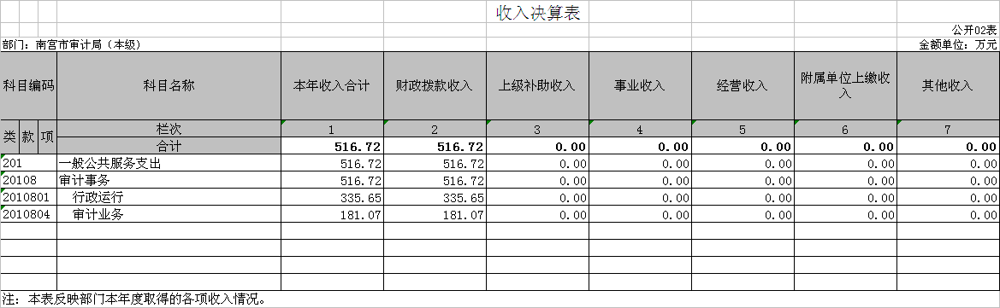 收入决算表
公开02表
部门：南宫市审计局（本级） 金额单位：万元
科目编码 科目名称 本年收入合计 财政拨款收入 上级补助收入 事业收入 经营收入 附属单位上缴收入 其他收入
类 款 项 栏次 1 2 3 4 5 6 7
合计 516.72 516.72 0.00 0.00 0.00 0.00 0.00
201 一般公共服务支出 516.72 516.72 0.00 0.00 0.00 0.00 0.00
20108 审计事务 516.72 516.72 0.00 0.00 0.00 0.00 0.00
2010801 行政运行 335.65 335.65 0.00 0.00 0.00 0.00 0.00
2010804 审计业务 181.07 181.07 0.00 0.00 0.00 0.00 0.00
注：本表反映部门本年度取得的各项收入情况。